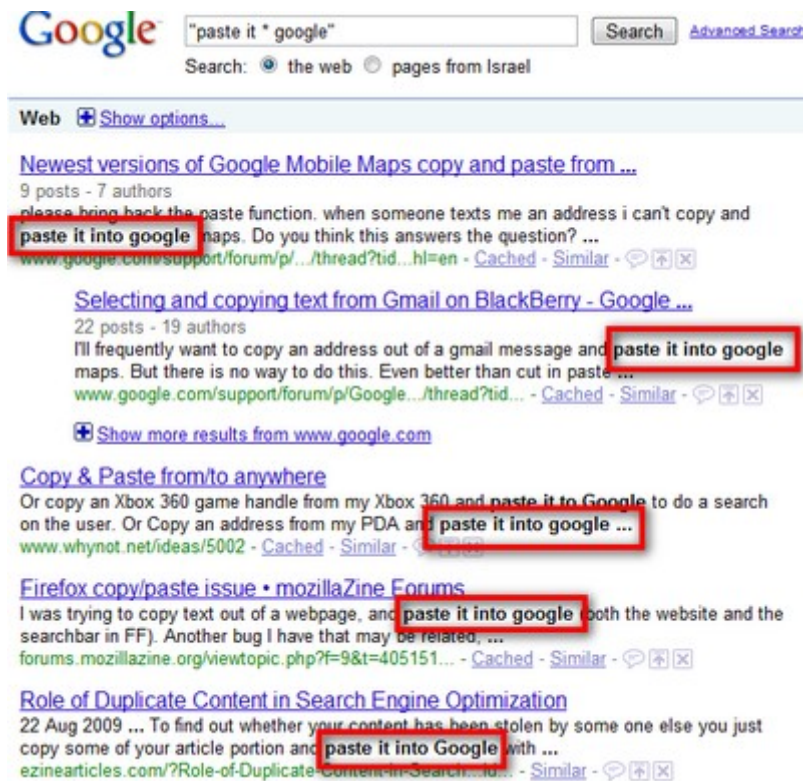 Google "paste it * google" Search Advanced Search
Search: the web pages from Israel
Web Show options...
Newest versions of Google Mobile Maps copy and paste from ...
9 posts - 7 authors
please bring back the paste function. when someone texts me an address i can't copy and
paste it into google maps. Do you think this answers the question? ...
www.google.com/support/forum/p/.../thread?tid...hl=en - Cached - Similar -
Selecting and copying text from Gmail on BlackBerry - Google ...
22 posts - 19 authors
I'll frequently want to copy an address out of a gmail message and paste it into google
maps. But there is no way to do this. Even better than cut in paste ...
www.google.com/support/forum/p/Google.../thread?tid... - Cached - Similar -
Show more results from www.google.com
Copy & Paste from/to anywhere
Or copy an Xbox 360 game handle from my Xbox 360 and paste it to Google to do a search
on the user. Or Copy an address from my PDA and paste it into google ...
www.whynot.net/ideas/5002 - Cached - Similar -
Firefox copy/paste issue • mozillaZine Forums
I was trying to copy text out of a webpage, and paste it into google (both the website and the
searchbar in FF). Another bug I have that may be related, ...
forums.mozillazine.org/viewtopic.php?f=9&t=405151... - Cached - Similar -
Role of Duplicate Content in Search Engine Optimization
22 Aug 2009 ... To find out whether your content has been stolen by some one else you just
copy some of your article portion and paste it into Google with ...
ezinearticles.com/?Role-of-Duplicate-Content-in-Search...id... - Similar -